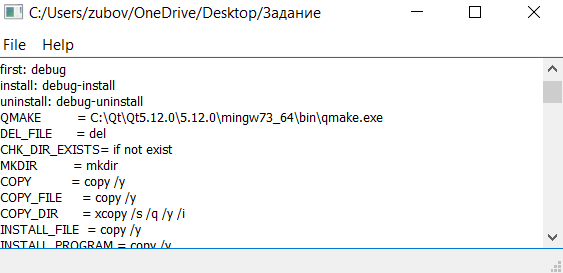 C:/Users/zubov/OneDrive/Desktop/Задание
File Help
first: debug
install: debug-install
uninstall: debug-uninstall
QMAKE = C:\Qt\Qt5.12.0\5.12.0\mingw73_64\bin\qmake.exe
DEL_FILE = del
CHK_DIR_EXISTS= if not exist
MKDIR = mkdir
COPY = copy /y
COPY_FILE = copy /y
COPY_DIR = xcopy /s /q /y /i
INSTALL_FILE = copy /y
INSTALL_PROGRAM = copy /y